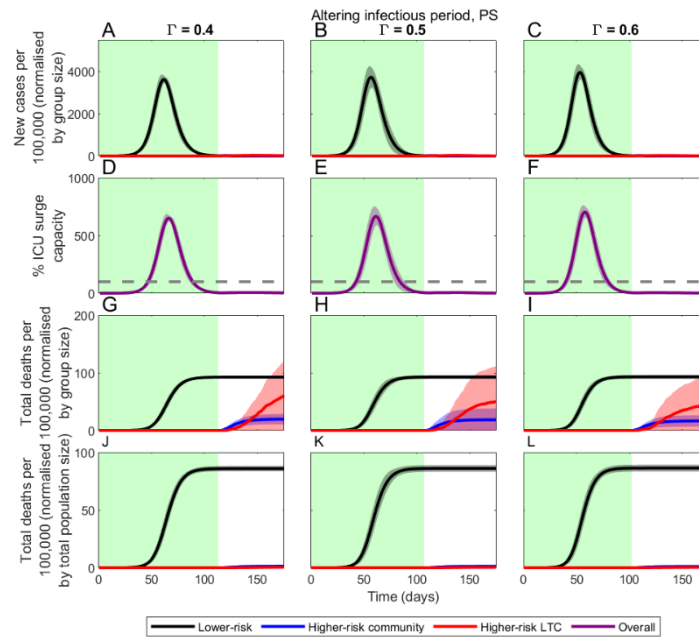 Altering infectious period, PS
A Γ = 0.4 B Γ = 0.5 C Γ = 0.6
New cases per
100,000 (normalised
by group size)
4000
2000
0
D E F
% ICU surge
capacity
1000
500
0
G H I
Total deaths per
100,000 (normalised
by group size)
200
100
0
J K L
Total deaths per
100,000 (normalised
by total population size)
100
50
0
0 50 100 150 0 50 100 150 0 50 100 150
Time (days)
Lower-risk Higher-risk community Higher-risk LTC Overall